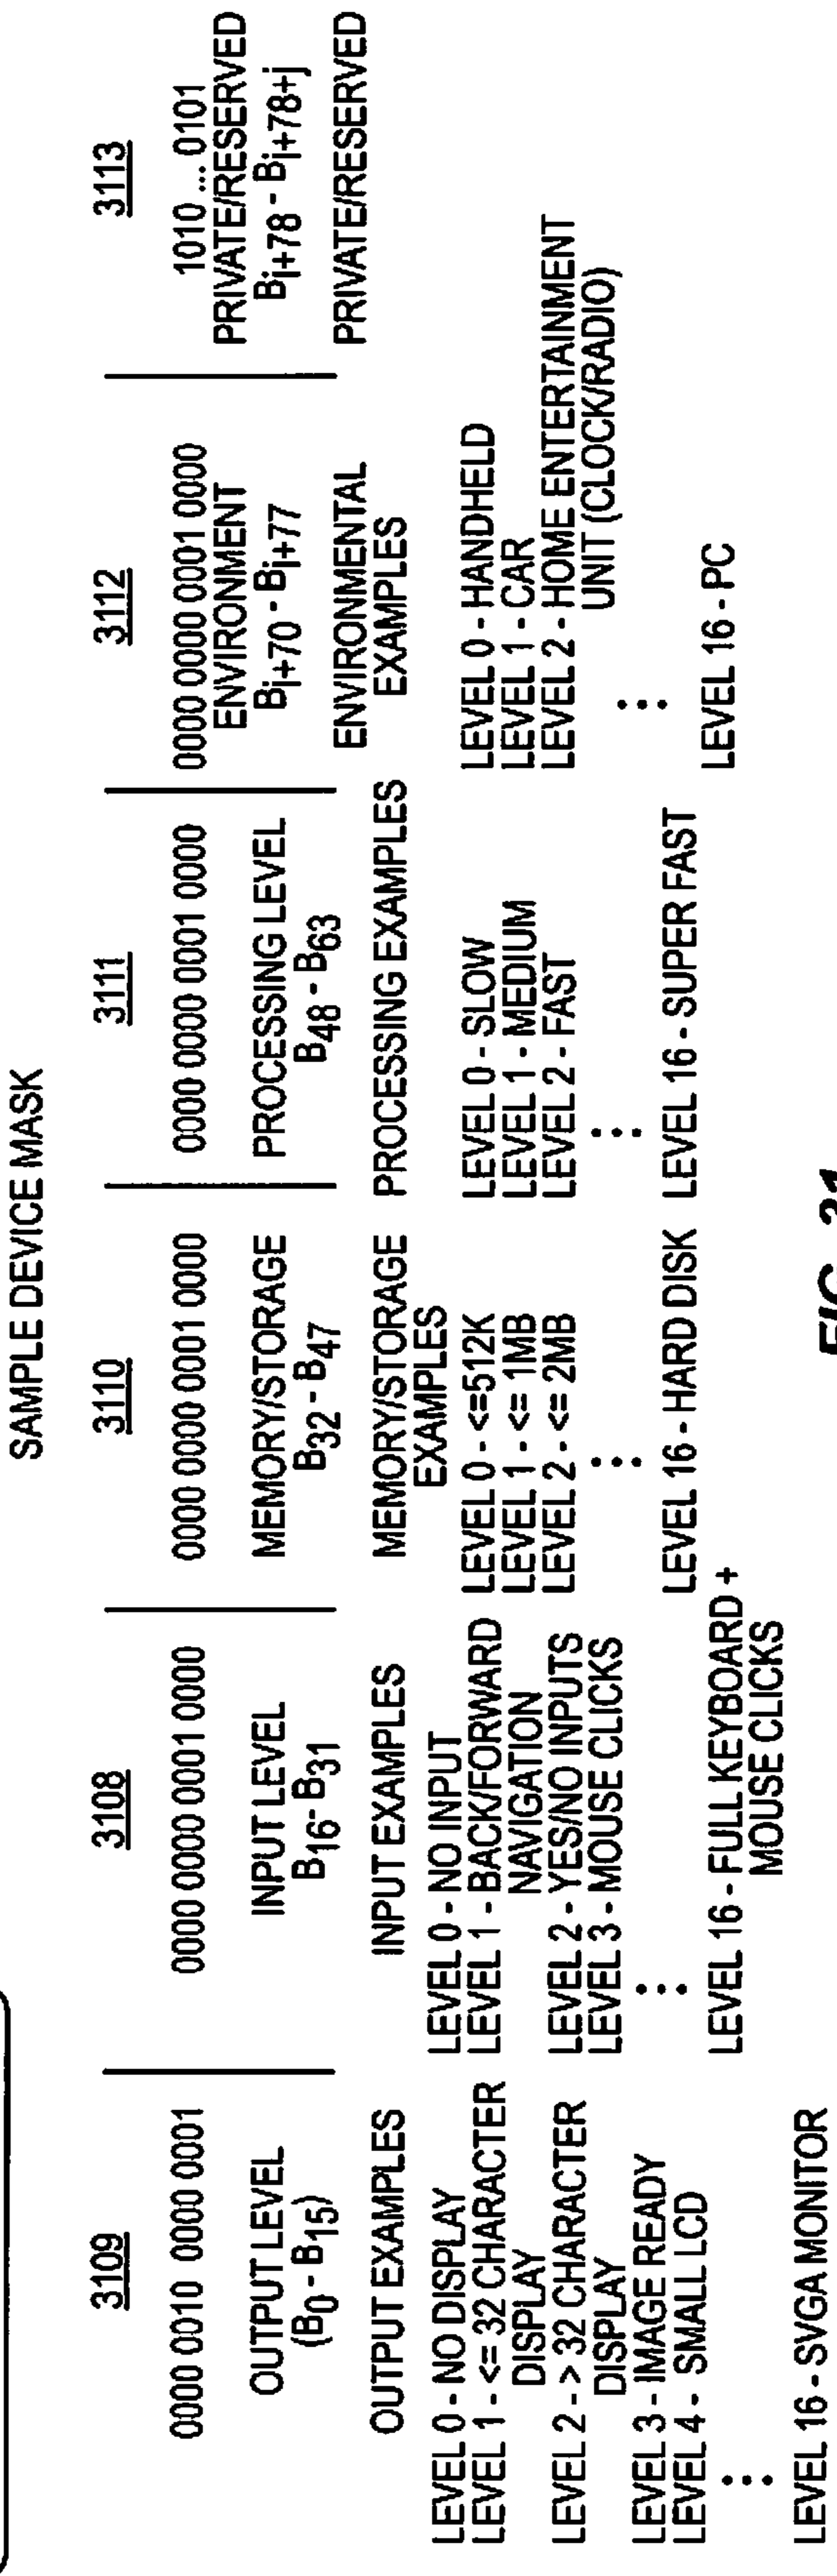 SAMPLE DEVICE MASK
3109
0000 0010 0000 0001
OUTPUT LEVEL
(B0 - B15)
OUTPUT EXAMPLES
LEVEL 0 - NO DISPLAY
LEVEL 1 - <= 32 CHARACTER
DISPLAY
LEVEL 2 - > 32 CHARACTER
DISPLAY
LEVEL 3 - IMAGE READY
LEVEL 4 - SMALL LCD
⋮
LEVEL 16 - SVGA MONITOR
3108
0000 0000 0001 0000
INPUT LEVEL
B16- B31
INPUT EXAMPLES
LEVEL 0 - NO INPUT
LEVEL 1 - BACK/FORWARD
NAVIGATION
LEVEL 2 - YES/NO INPUTS
LEVEL 3 - MOUSE CLICKS
⋮
LEVEL 16 - FULL KEYBOARD +
MOUSE CLICKS
3110
0000 0000 0001 0000
MEMORY/STORAGE
B32 - B47
MEMORY/STORAGE
EXAMPLES
LEVEL 0 - <=512K
LEVEL 1 - <= 1MB
LEVEL 2 - <= 2MB
⋮
LEVEL 16 - HARD DISK
3111
0000 0000 0001 0000
PROCESSING LEVEL
B48 - B63
PROCESSING EXAMPLES
LEVEL 0 - SLOW
LEVEL 1 - MEDIUM
LEVEL 2 - FAST
⋮
LEVEL 16 - SUPER FAST
3112
0000 0000 0001 0000
ENVIRONMENT
Bi+70 - Bi+77
ENVIRONMENTAL
EXAMPLES
LEVEL 0 - HANDHELD
LEVEL 1 - CAR
LEVEL 2 - HOME ENTERTAINMENT
UNIT (CLOCK/RADIO)
⋮
LEVEL 16 - PC
3113
1010 ... 0101
PRIVATE/RESERVED
Bi+78 - Bi+78+j
PRIVATE/RESERVED
FIG. 31